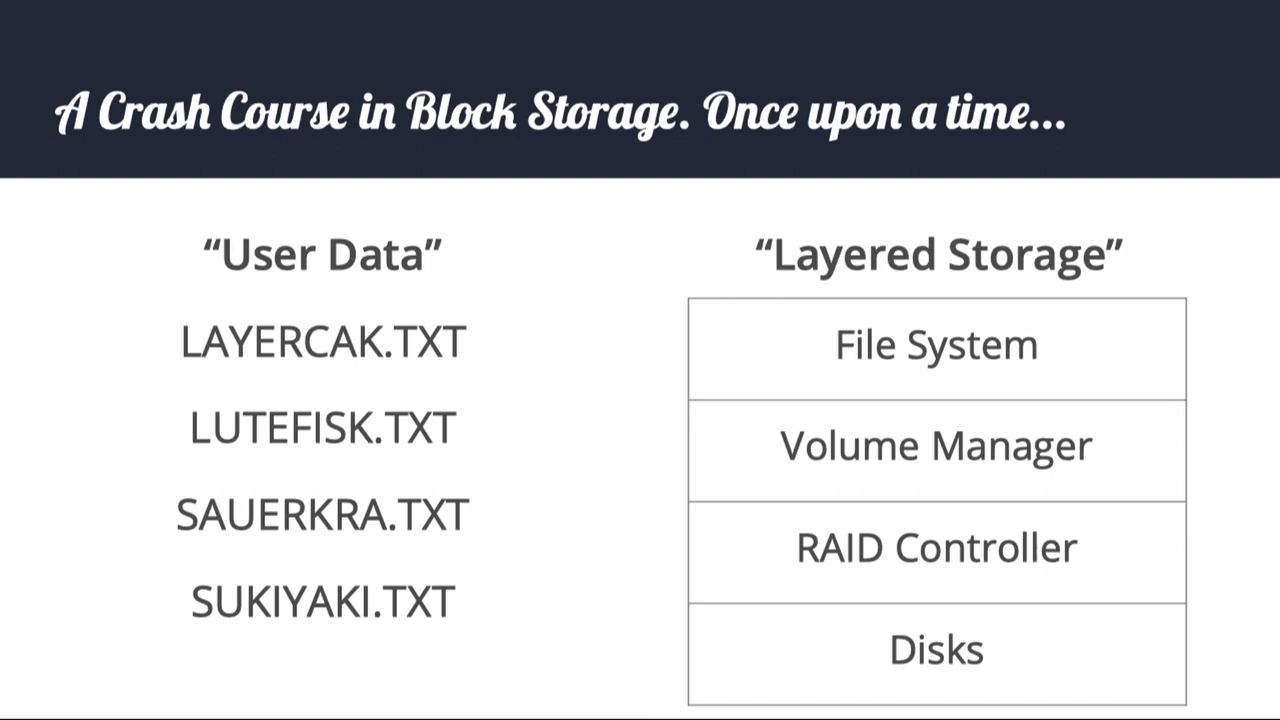 A Crash Course in Block Storage. Once upon a time...
“User Data”
LAYERCAK.TXT
LUTEFISK.TXT
SAUERKRA.TXT
SUKIYAKI.TXT
“Layered Storage”
File System
Volume Manager
RAID Controller
Disks